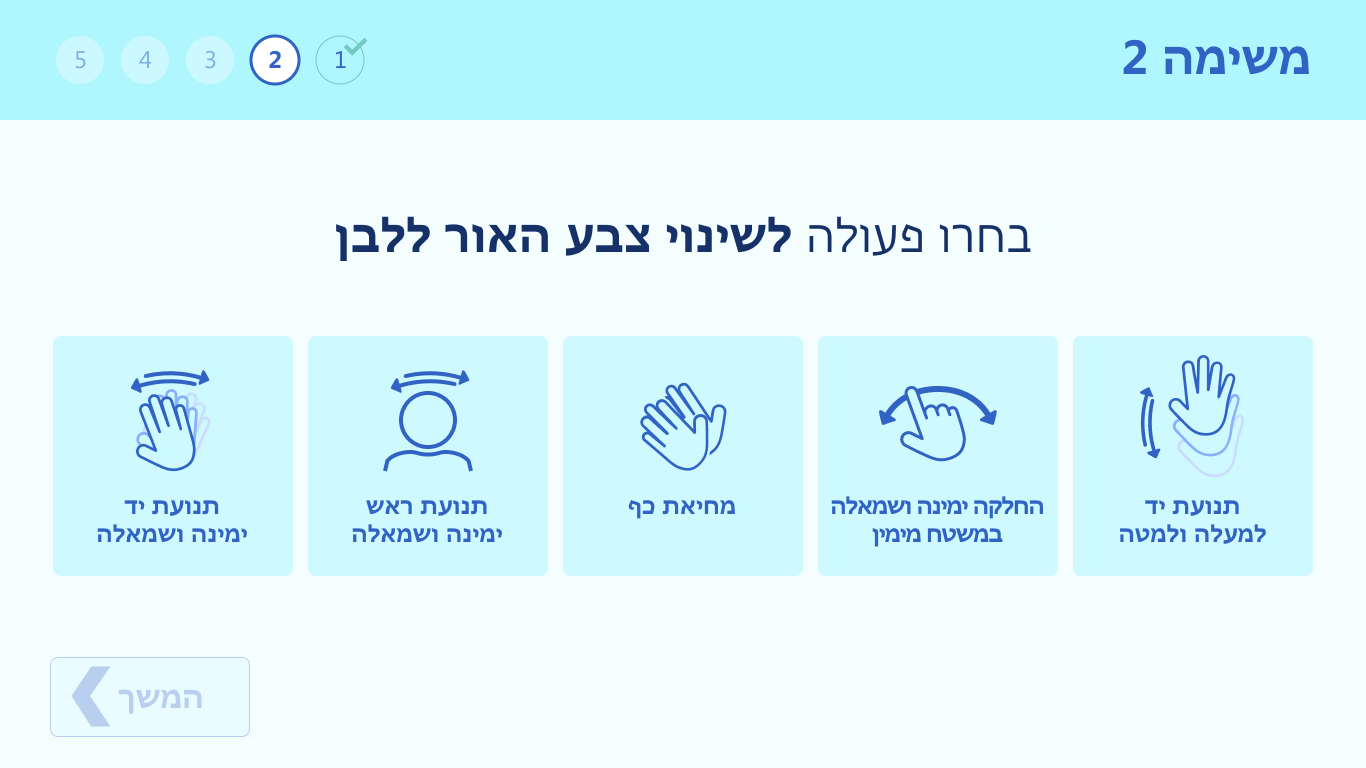 משימה 2
1
2
3
4
5
בחרו פעולה לשינוי צבע האור ללבן
תנועת יד
למעלה ולמטה
החלקה ימינה ושמאלה
במשטח מימין
מחיאת כף
תנועת ראש
ימינה ושמאלה
תנועת יד
ימינה ושמאלה
המשך